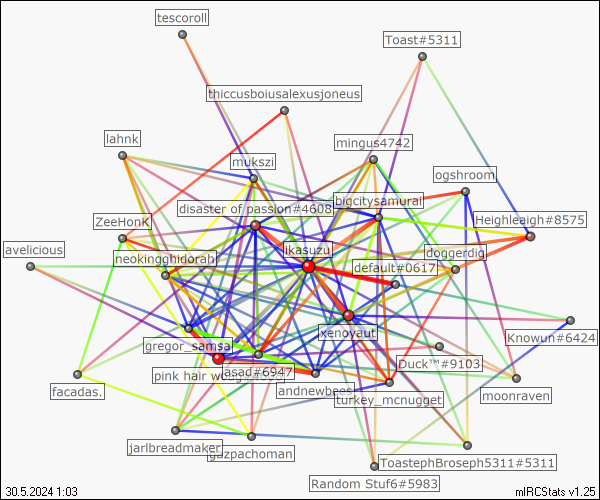 tescoroll
Toast#5311
thiccusboiusalexusjoneus
lahnk
mingus4742
mukszi
ogshroom
bigcitysamurai
disaster of passion#4608
ZeeHonK
Heighleaigh#8575
avelicious
likasuzu
doggerdig
neokingghidorah
default#0617
xenoyaut
Knowun#6424
gregor_samsa
Duck™#9103
asad#6947
pink hair
facadas.
andnewbees
turkey_mcnugget
moonraven
jarlbreadmaker
gazpachoman
ToastephBroseph5311#5311
Random Stuf6#5983
30.5.2024 1:03
mIRCStats v1.25